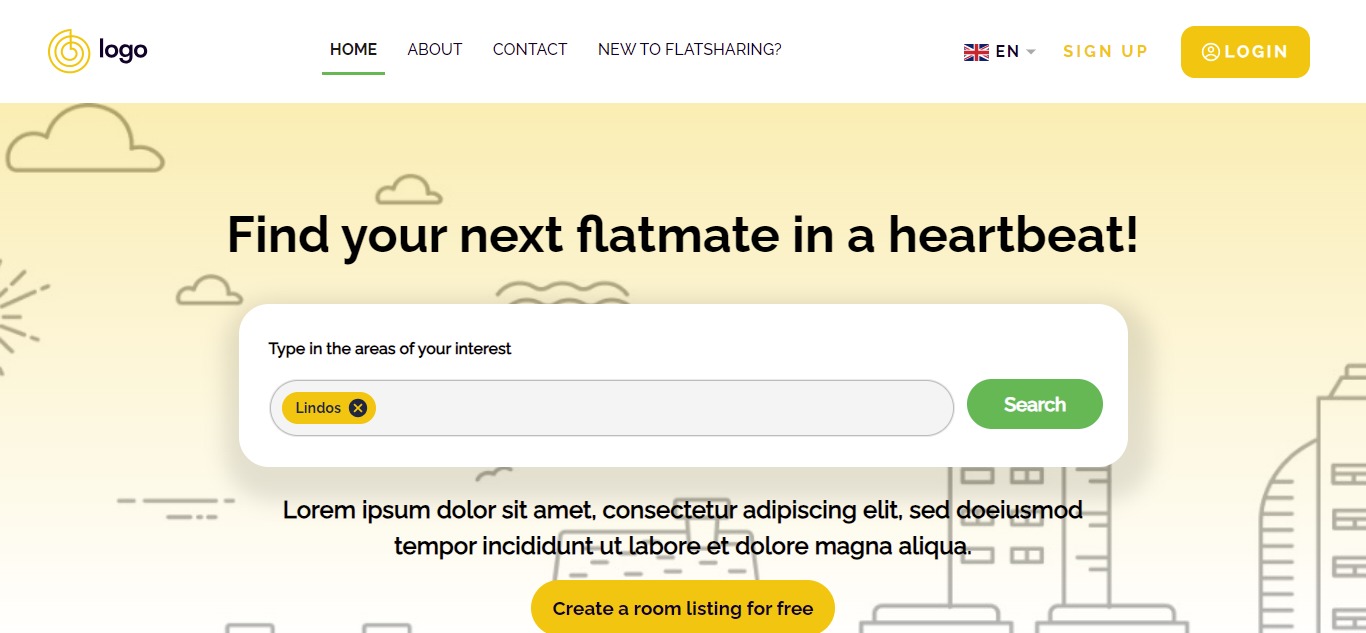 logo
HOME ABOUT CONTACT NEW TO FLATSHARING?
EN SIGN UP LOGIN
Find your next flatmate in a heartbeat!
Type in the areas of your interest
Lindos
Search
Lorem ipsum dolor sit amet, consectetur adipiscing elit, sed doeiusmod
tempor incididunt ut labore et dolore magna aliqua.
Create a room listing for free